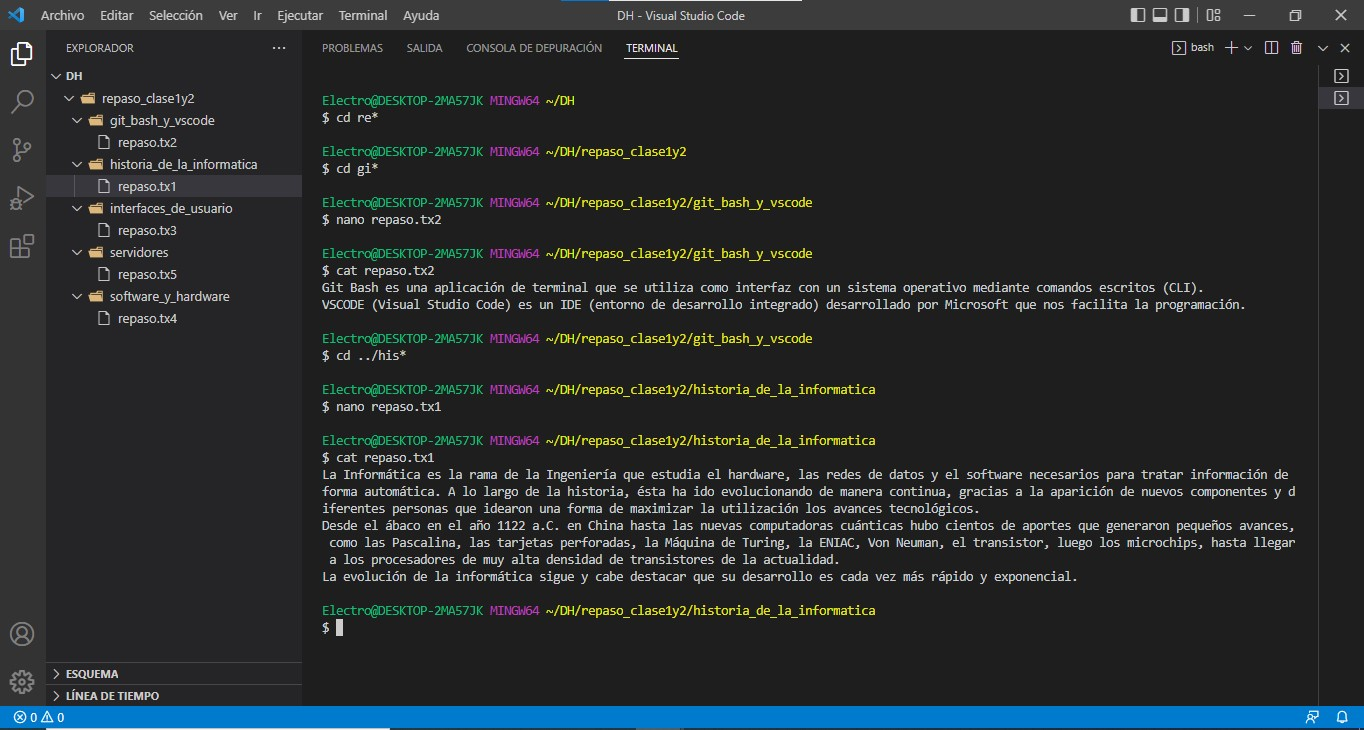 Archivo Editar Selección Ver Ir Ejecutar Terminal Ayuda
DH - Visual Studio Code
EXPLORADOR
DH
repaso_clase1y2
git_bash_y_vscode
repaso.tx2
historia_de_la_informatica
repaso.tx1
interfaces_de_usuario
repaso.tx3
servidores
repaso.tx5
software_y_hardware
repaso.tx4
ESQUEMA
LÍNEA DE TIEMPO
PROBLEMAS SALIDA CONSOLA DE DEPURACIÓN TERMINAL
bash
Electro@DESKTOP-2MA57JK MINGW64 ~/DH
$ cd re*
Electro@DESKTOP-2MA57JK MINGW64 ~/DH/repaso_clase1y2
$ cd gi*
Electro@DESKTOP-2MA57JK MINGW64 ~/DH/repaso_clase1y2/git_bash_y_vscode
$ nano repaso.tx2
Electro@DESKTOP-2MA57JK MINGW64 ~/DH/repaso_clase1y2/git_bash_y_vscode
$ cat repaso.tx2
Git Bash es una aplicación de terminal que se utiliza como interfaz con un sistema operativo mediante comandos escritos (CLI).
VSCODE (Visual Studio Code) es un IDE (entorno de desarrollo integrado) desarrollado por Microsoft que nos facilita la programación.
Electro@DESKTOP-2MA57JK MINGW64 ~/DH/repaso_clase1y2/git_bash_y_vscode
$ cd ../his*
Electro@DESKTOP-2MA57JK MINGW64 ~/DH/repaso_clase1y2/historia_de_la_informatica
$ nano repaso.tx1
Electro@DESKTOP-2MA57JK MINGW64 ~/DH/repaso_clase1y2/historia_de_la_informatica
$ cat repaso.tx1
La Informática es la rama de la Ingeniería que estudia el hardware, las redes de datos y el software necesarios para tratar información de
forma automática. A lo largo de la historia, ésta ha ido evolucionando de manera continua, gracias a la aparición de nuevos componentes y d
iferentes personas que idearon una forma de maximizar la utilización los avances tecnológicos.
Desde el ábaco en el año 1122 a.C. en China hasta las nuevas computadoras cuánticas hubo cientos de aportes que generaron pequeños avances,
como las Pascalina, las tarjetas perforadas, la Máquina de Turing, la ENIAC, Von Neuman, el transistor, luego los microchips, hasta llegar
a los procesadores de muy alta densidad de transistores de la actualidad.
La evolución de la informática sigue y cabe destacar que su desarrollo es cada vez más rápido y exponencial.
Electro@DESKTOP-2MA57JK MINGW64 ~/DH/repaso_clase1y2/historia_de_la_informatica
$
0 0